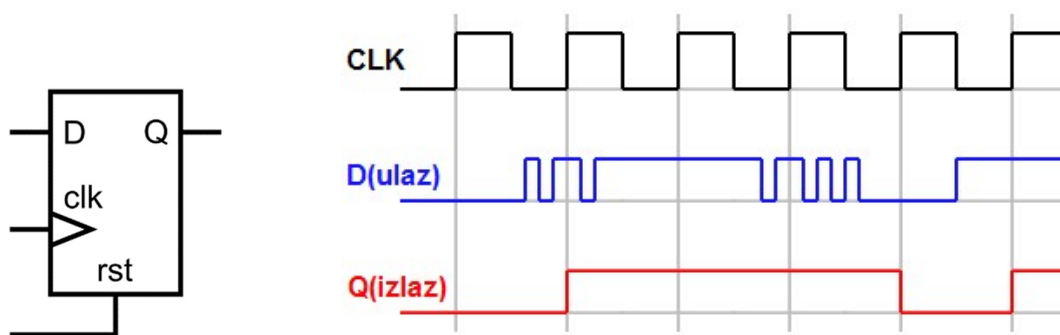 D Q
clk
rst
CLK
D(ulaz)
Q(izlaz)